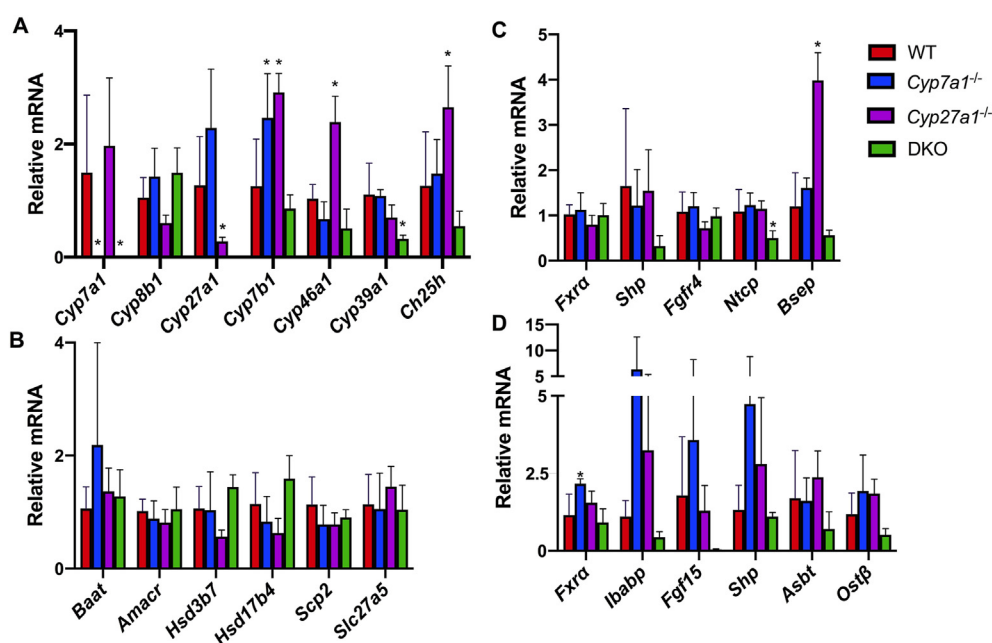 A
Relative mRNA
4
2
0
* * * * * * * * *
Cyp7a1 Cyp8b1 Cyp27a1 Cyp7b1 Cyp46a1 Cyp39a1 Ch25h
B
Relative mRNA
4
2
0
Baat Amacr Hsd3b7 Hsd17b4 Scp2 Slc27a5
C
Relative mRNA
5
4
3
2
1
0
* *
Fxrα Shp Fgfr4 Ntcp Bsep
WT
Cyp7a1-/-
Cyp27a1-/-
DKO
D
Relative mRNA
15
10
5
5
2.5
0
*
Fxrα Ibabp Fgf15 Shp Asbt Ostβ